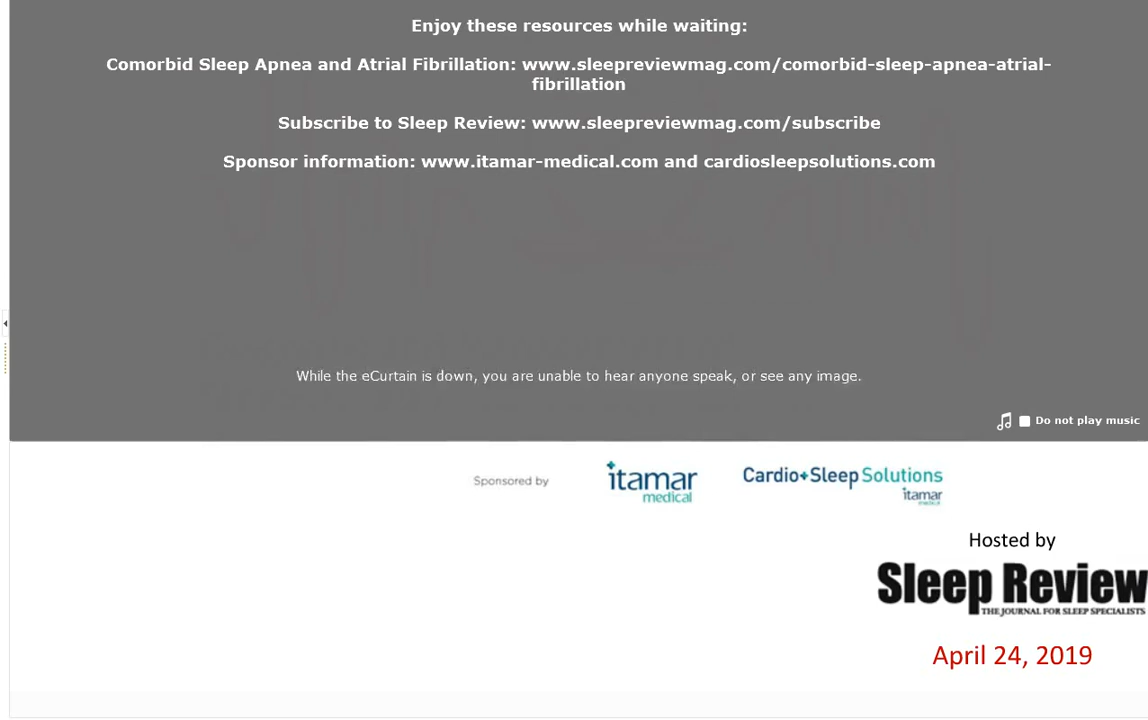 Enjoy these resources while waiting:
Comorbid Sleep Apnea and Atrial Fibrillation: www.sleepreviewmag.com/comorbid-sleep-apnea-atrial-
fibrillation
Subscribe to Sleep Review: www.sleepreviewmag.com/subscribe
Sponsor information: www.itamar-medical.com and cardiosleepsolutions.com
While the eCurtain is down, you are unable to hear anyone speak, or see any image.
Do not play music
Sponsored by
itamar
medical
Cardio+Sleep Solutions
itamar
medical
Hosted by
Sleep Review
THE JOURNAL FOR SLEEP SPECIALISTS
April 24, 2019